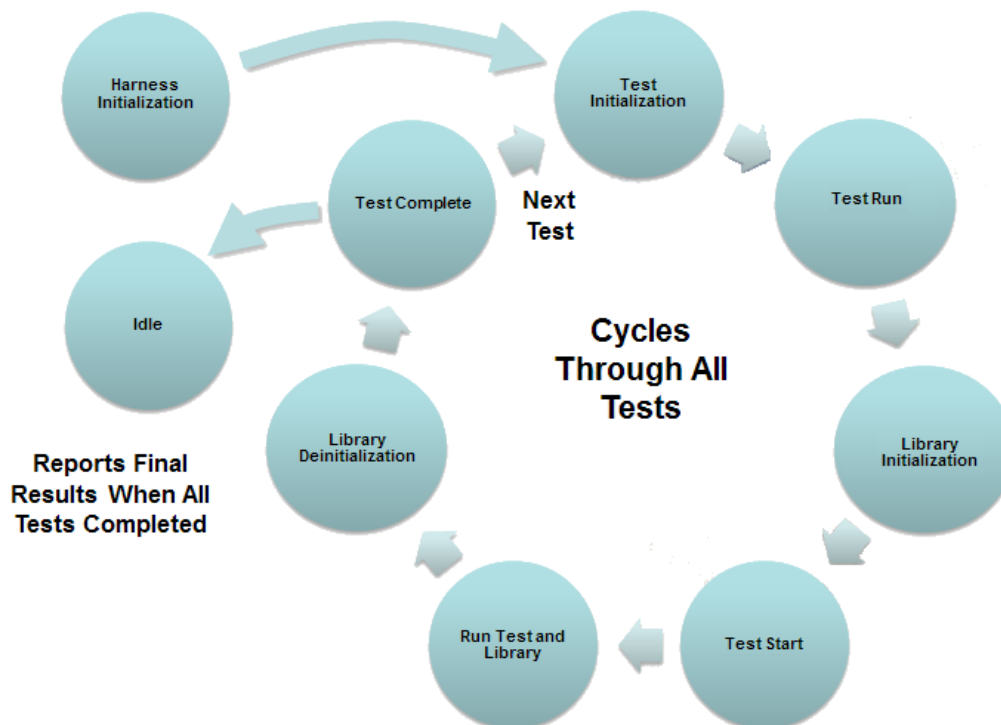 Harness
Initialization
Test
Initialization
Test Complete
Next
Test
Test Run
Idle
Cycles
Through All
Tests
Library
Deinitialization
Library
Initialization
Reports Final
Results When All
Tests Completed
Run Test and
Library
Test Start